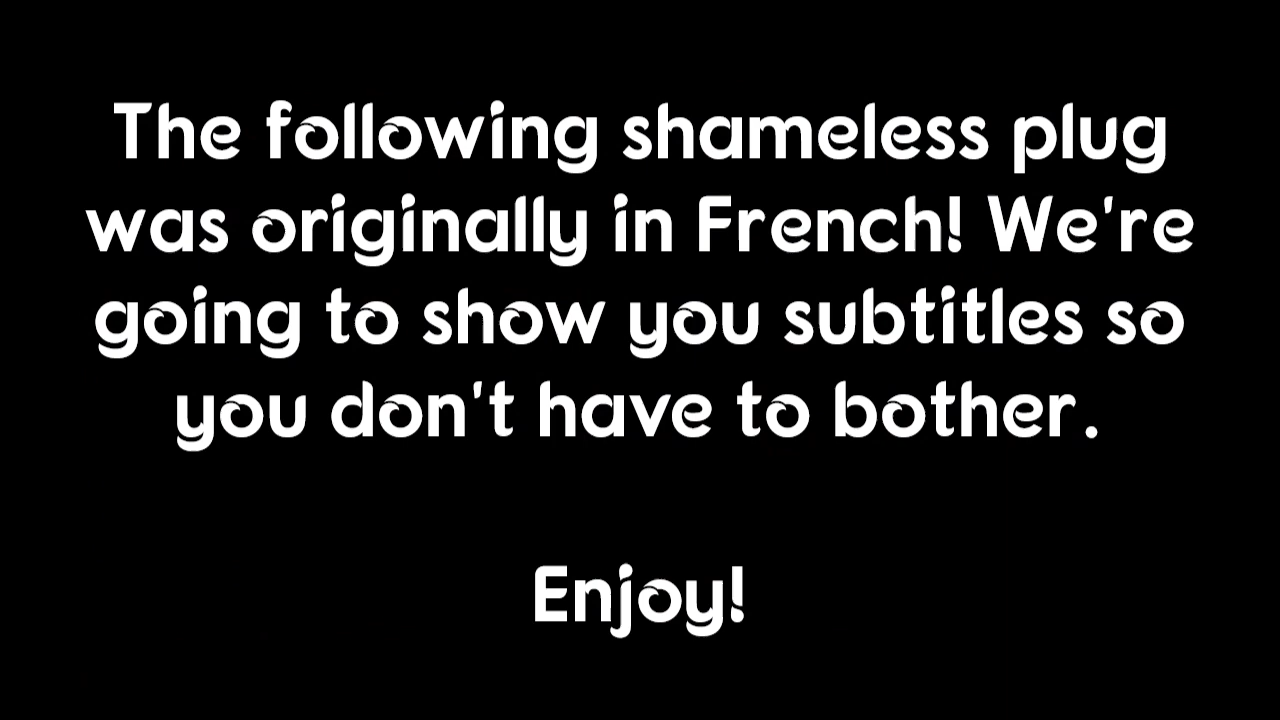 The following shameless plug
was originally in French! We're
going to show you subtitles so
you don't have to bother.
Enjoy!